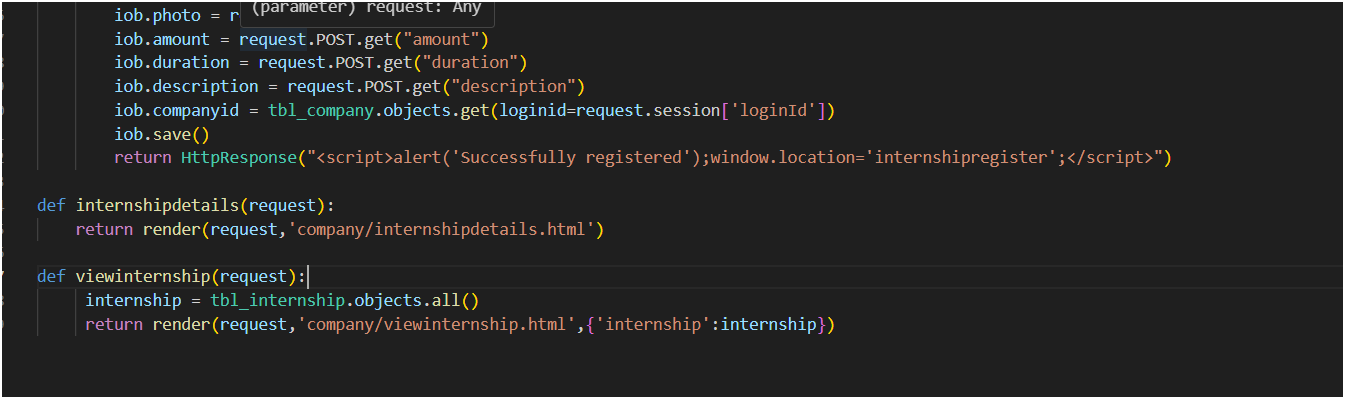 (parameter) request: Any
iob.photo = r
iob.amount = request.POST.get("amount")
iob.duration = request.POST.get("duration")
iob.description = request.POST.get("description")
iob.companyid = tbl_company.objects.get(loginid=request.session['loginId'])
iob.save()
return HttpResponse("<script>alert('Successfully registered');window.location='internshipregister';</script>")
def internshipdetails(request):
return render(request,'company/internshipdetails.html')
def viewinternship(request):
internship = tbl_internship.objects.all()
return render(request,'company/viewinternship.html',{'internship':internship})